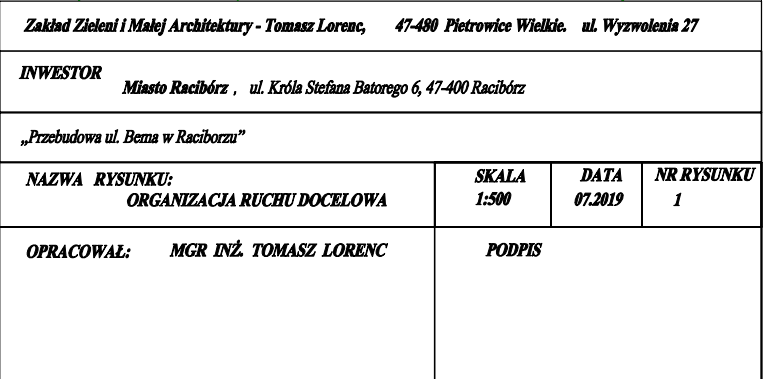 Zakład Zieleni i Małej Architektury - Tomasz Lorenc, 47-480 Pietrowice Wielkie. ul. Wyzwolenia 27
INWESTOR
Miasto Racibórz , ul. Króla Stefana Batorego 6, 47-400 Racibórz
„Przebudowa ul. Bema w Raciborzu”
NAZWA RYSUNKU:
ORGANIZACJA RUCHU DOCELOWA
SKALA
1:500
DATA
07.2019
NR RYSUNKU
1
OPRACOWAŁ: MGR INŻ. TOMASZ LORENC
PODPIS